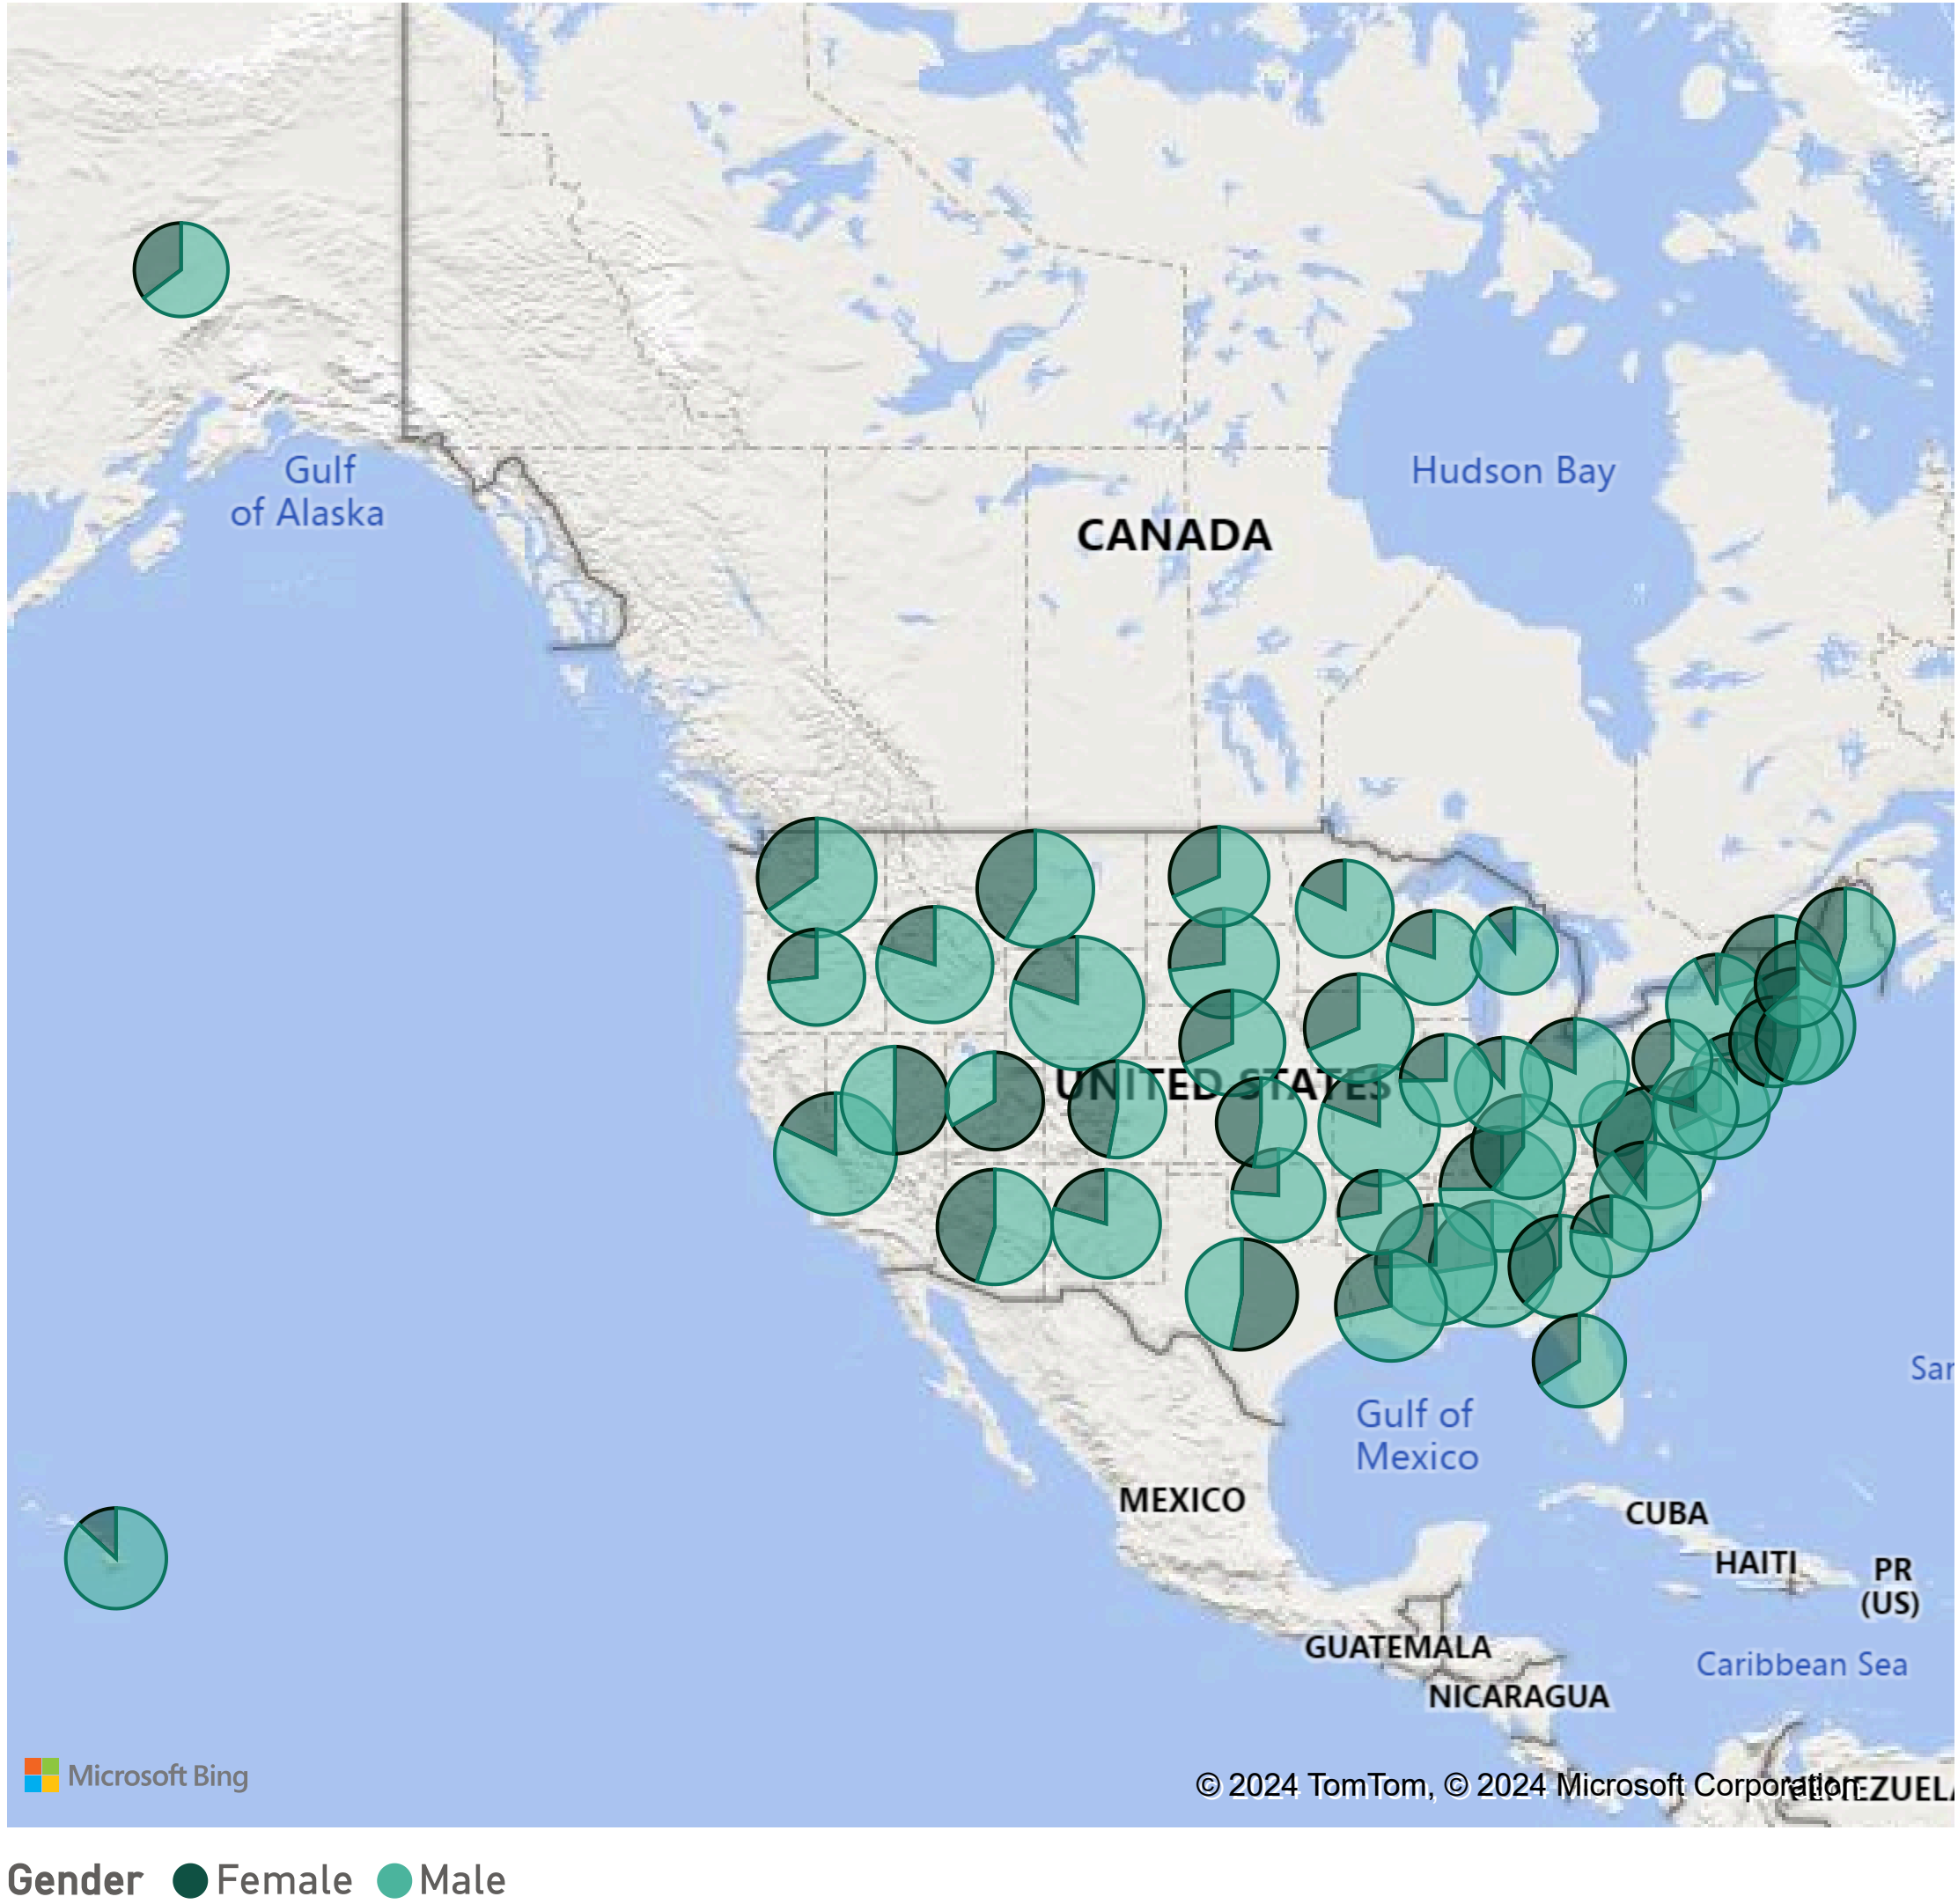 Gulf
of Alaska
Hudson Bay
CANADA
UNITED STATES
Gulf of
Mexico
MEXICO
CUBA
HAITI
PR
(US)
GUATEMALA
Caribbean Sea
NICARAGUA
Microsoft Bing
© 2024 TomTom, © 2024 Microsoft Corporation
Gender Female Male